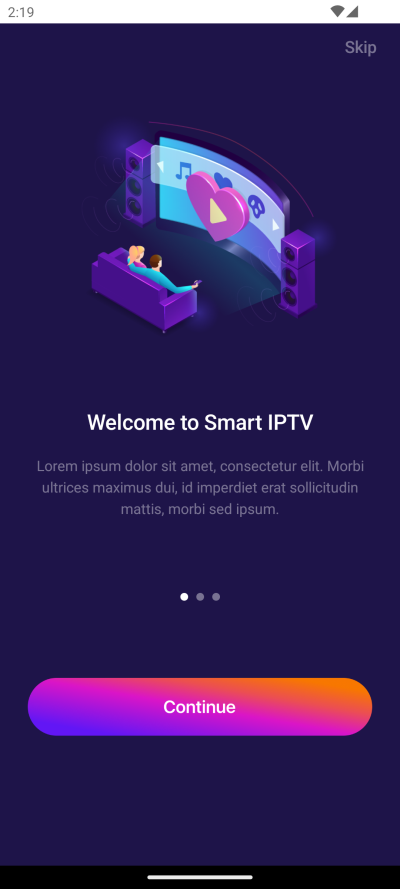 2:19
Skip
Welcome to Smart IPTV
Lorem ipsum dolor sit amet, consectetur elit. Morbi
ultrices maximus dui, id imperdiet erat sollicitudin
mattis, morbi sed ipsum.
Continue